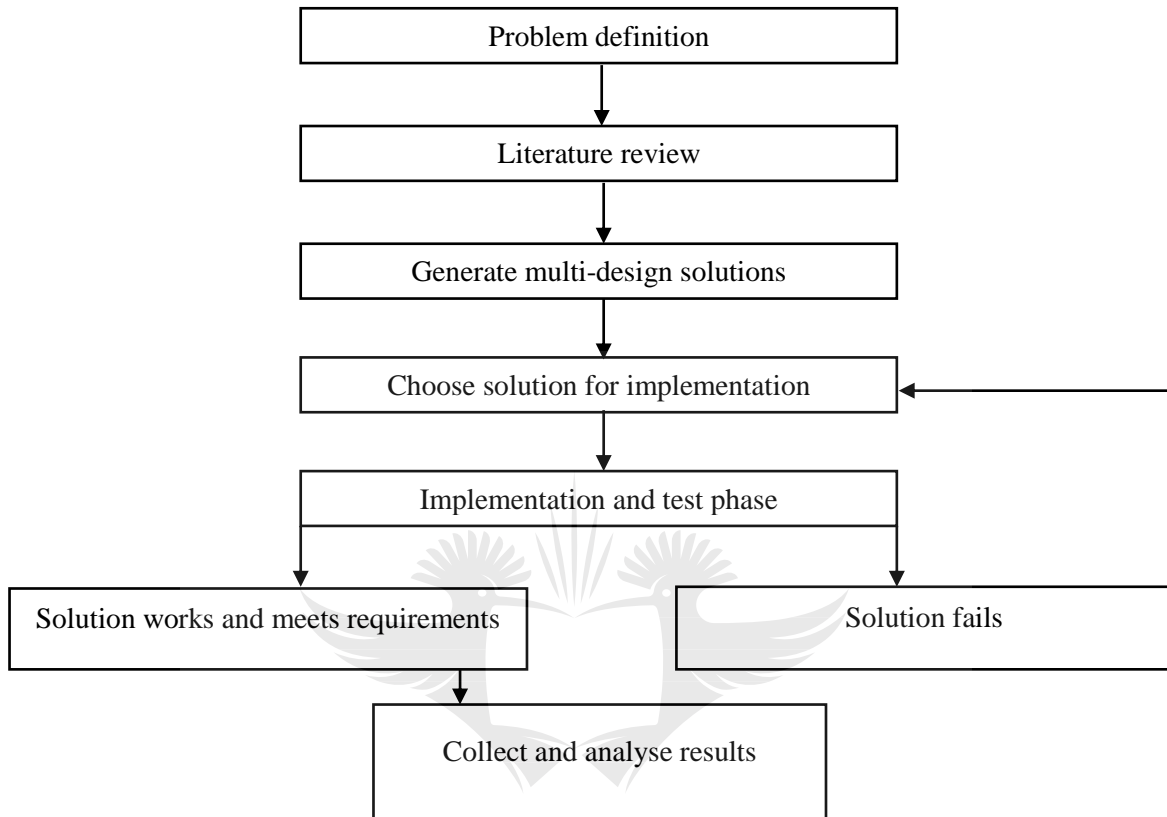 Problem definition
Literature review
Generate multi-design solutions
Choose solution for implementation
Implementation and test phase
Solution works and meets requirements
Solution fails
Collect and analyse results